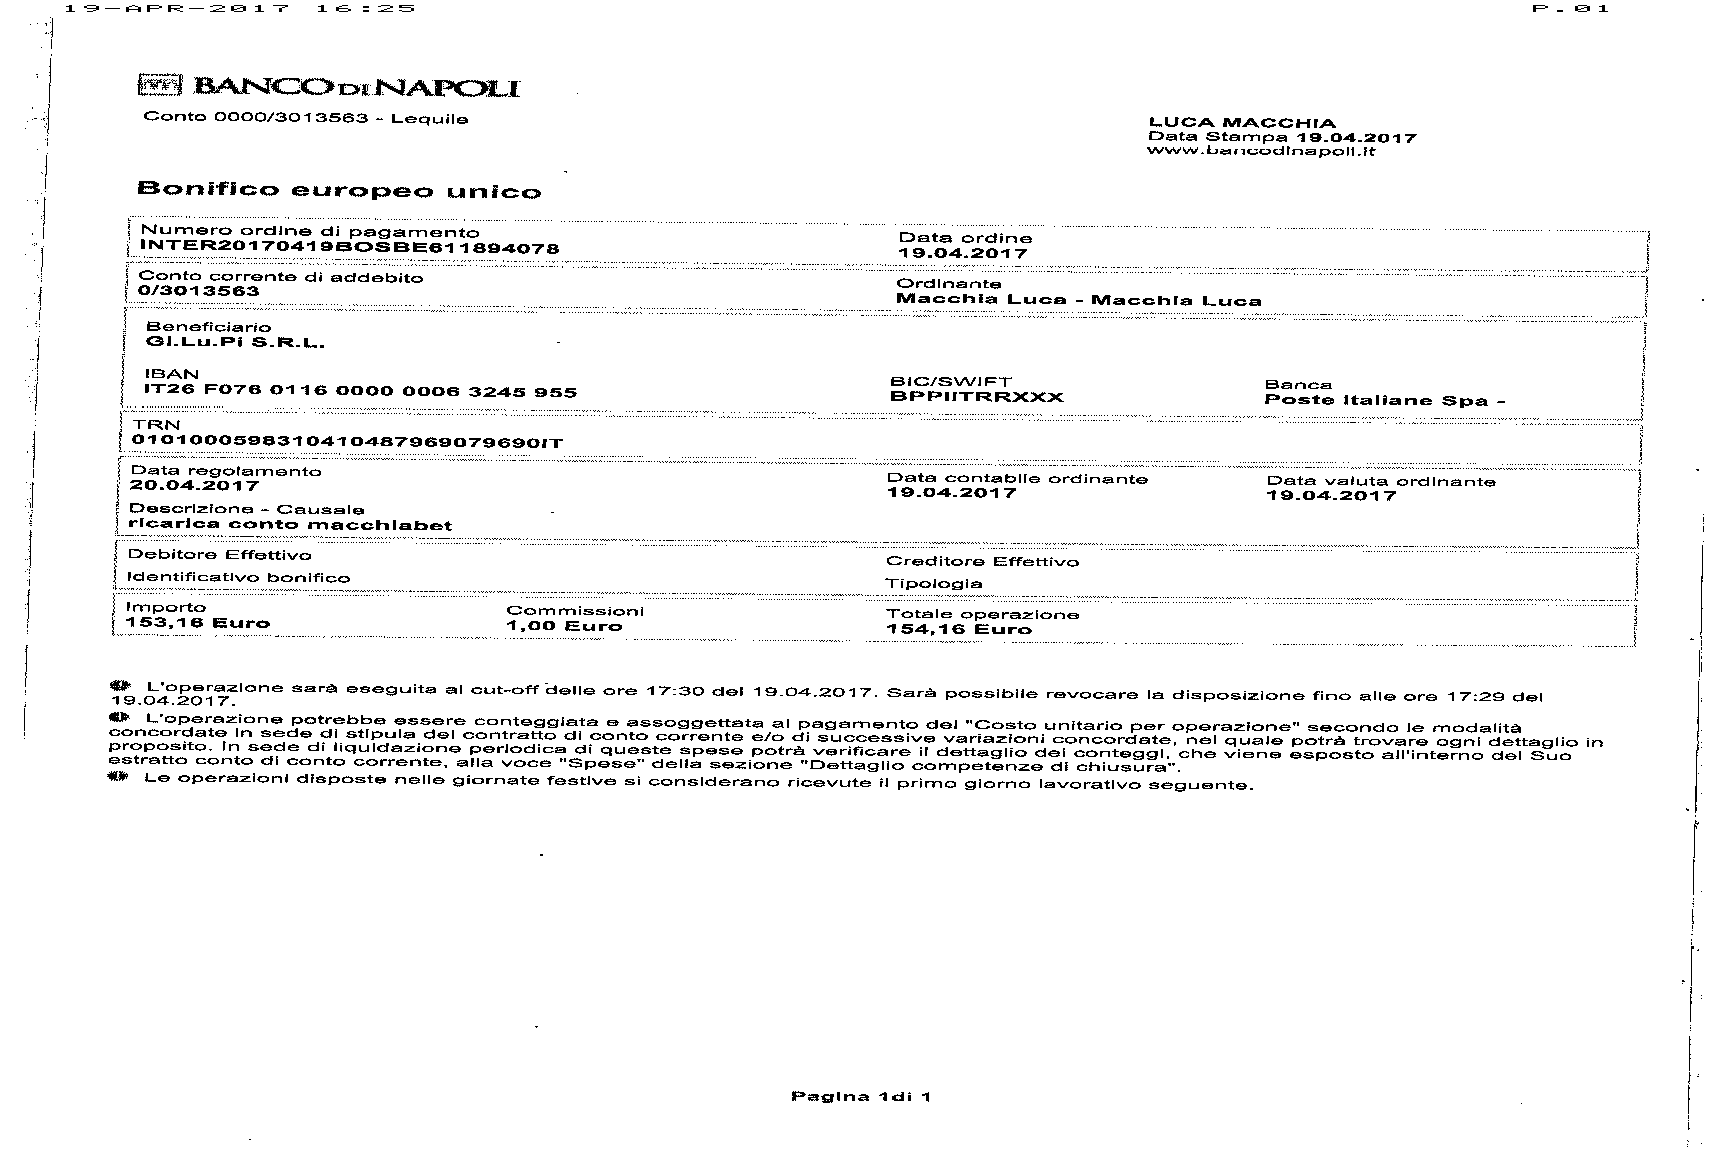 19-APR-2017 16:25 P.01
BANCO DI NAPOLI
Conto 0000/3013563 - Lequile
LUCA MACCHIA
Data Stampa 19.04.2017
www.bancodinapoli.it
Bonifico europeo unico
Numero ordine di pagamento
INTER20170419BOSBE611894078
Data ordine
19.04.2017
Conto corrente di addebito
0/3013563
Ordinante
Macchia Luca - Macchia Luca
Beneficiario
Gi.Lu.Pi S.R.L.
IBAN
IT26 F076 0116 0000 0006 3245 955
BIC/SWIFT
BPPIITRRXXX
Banca
Poste Italiane Spa -
TRN
0101000598310410487969079690IT
Data regolamento
20.04.2017
Data contabile ordinante
19.04.2017
Data valuta ordinante
19.04.2017
Descrizione - Causale
ricarica conto macchiabet
Debitore Effettivo
Creditore Effettivo
Identificativo bonifico
Tipologia
Importo
153,16 Euro
Commissioni
1,00 Euro
Totale operazione
154,16 Euro
L'operazione sarà eseguita al cut-off delle ore 17:30 del 19.04.2017. Sarà possibile revocare la disposizione fino alle ore 17:29 del
19.04.2017.
L'operazione potrebbe essere conteggiata e assoggettata al pagamento del "Costo unitario per operazione" secondo le modalità
concordate in sede di stipula del contratto di conto corrente e/o di successive variazioni concordate, nel quale potrà trovare ogni dettaglio in
proposito. In sede di liquidazione periodica di queste spese potrà verificare il dettaglio dei conteggi, che viene esposto all'interno del Suo
estratto conto di conto corrente, alla voce "Spese" della sezione "Dettaglio competenze di chiusura".
Le operazioni disposte nelle giornate festive si considerano ricevute il primo giorno lavorativo seguente.
Pagina 1di 1